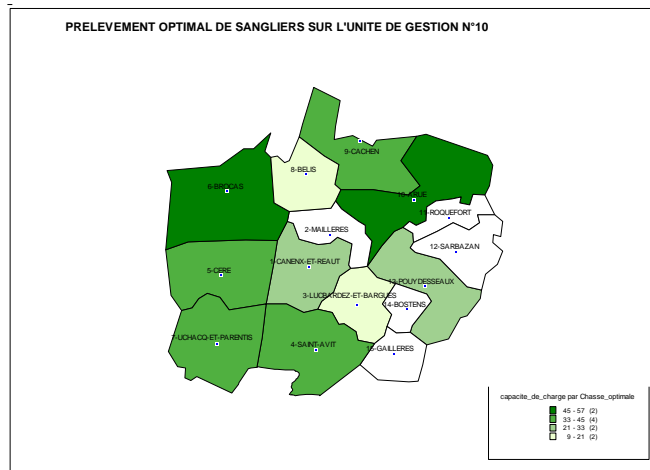 PRELEVEMENT OPTIMAL DE SANGLIERS SUR L'UNITE DE GESTION N°10
9-CACHEN
8-BELIS
6-BROCAS
10-ARUE
11-ROQUEFORT
2-MAILLERES
12-SARBAZAN
1-CANENX-ET-REAUT
5-CERE
13-POUYDESSEAUX
3-LUCBARDEZ-ET-BARGUES
14-BOSTENS
7-UCHACQ-ET-PARENTIS
4-SAINT-AVIT
15-GAILLERES
capacite_de_charge par Chasse_optimale
45 - 57 (2)
33 - 45 (4)
21 - 33 (2)
9 - 21 (2)